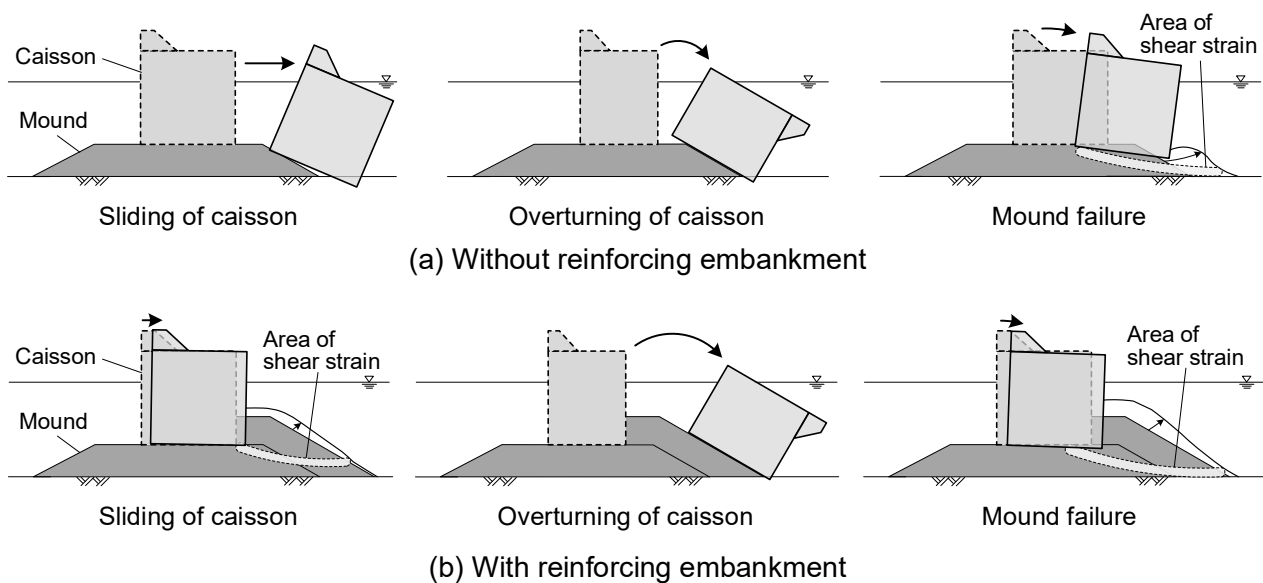 Caisson
Mound
Area of
shear strain
Sliding of caisson
Overturning of caisson
Mound failure
(a) Without reinforcing embankment
Caisson
Mound
Area of
shear strain
Area of
shear strain
Sliding of caisson
Overturning of caisson
Mound failure
(b) With reinforcing embankment